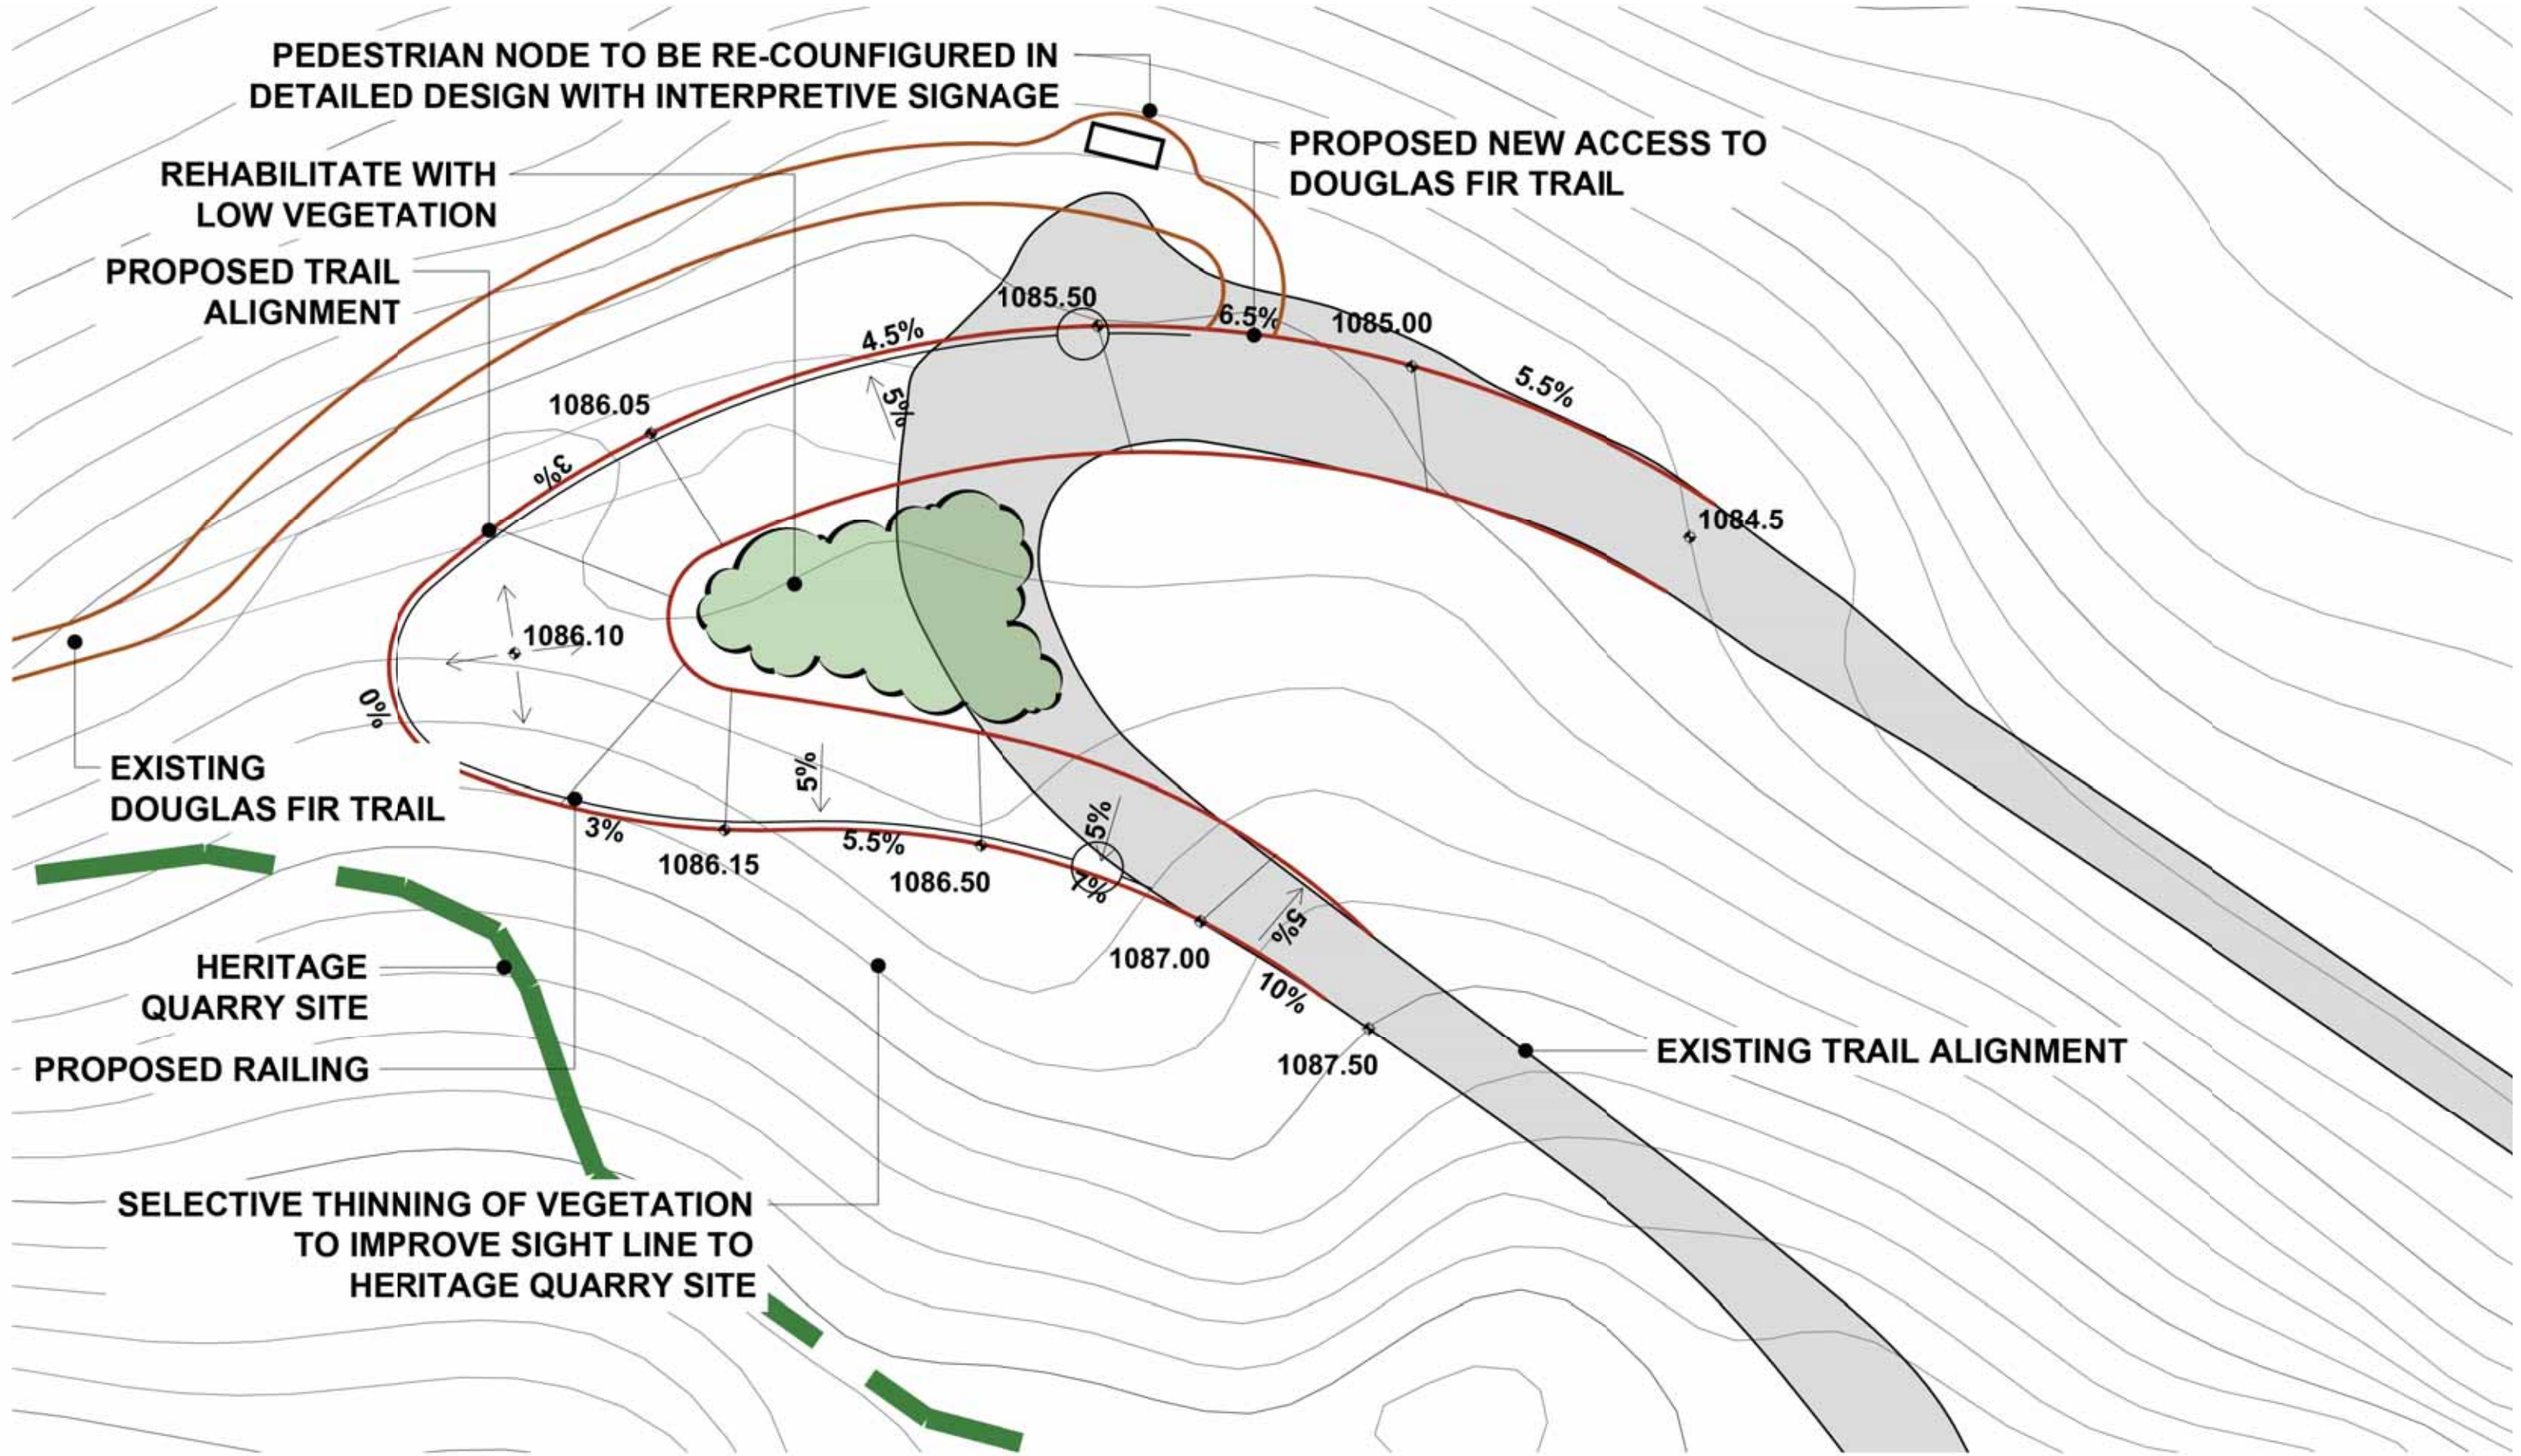 PEDESTRIAN NODE TO BE RE-COUNFIGURED IN
DETAILED DESIGN WITH INTERPRETIVE SIGNAGE
PROPOSED NEW ACCESS TO
DOUGLAS FIR TRAIL
REHABILITATE WITH
LOW VEGETATION
PROPOSED TRAIL
ALIGNMENT
1085.50
6.5%
1085.00
4.5%
5.5%
5%
1086.05
3%
1084.5
1086.10
0%
EXISTING
DOUGLAS FIR TRAIL
5%
3%
5.5%
5%
1086.15
1086.50
7%
5%
1087.00
10%
HERITAGE
QUARRY SITE
PROPOSED RAILING
1087.50
EXISTING TRAIL ALIGNMENT
SELECTIVE THINNING OF VEGETATION
TO IMPROVE SIGHT LINE TO
HERITAGE QUARRY SITE